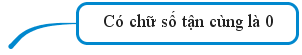 Có chữ số tận cùng là 0